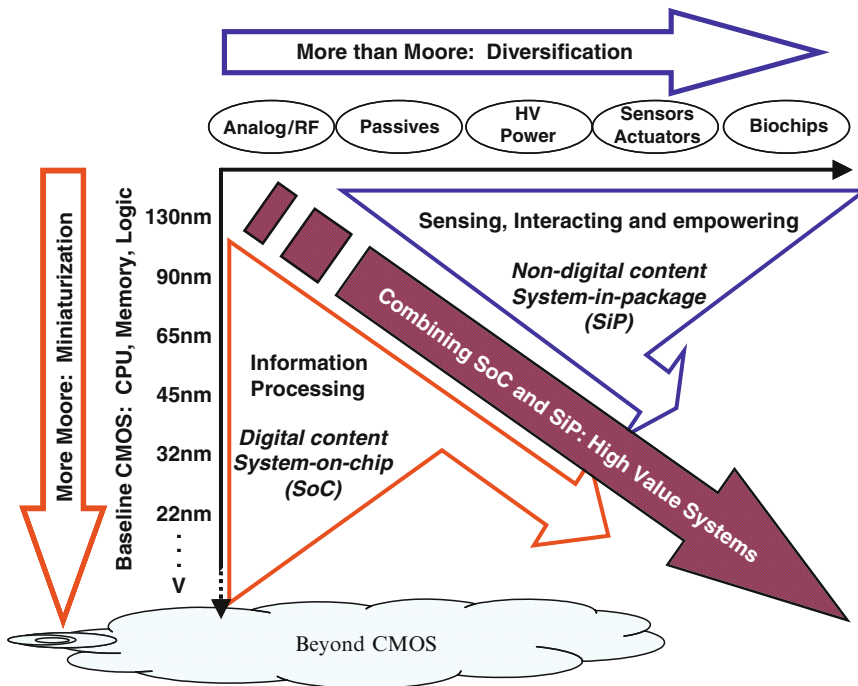 More than Moore: Diversification
Analog/RF
Passives
HV
Power
Sensors
Actuators
Biochips
More Moore: Miniaturization
Baseline CMOS: CPU, Memory, Logic
130nm
90nm
65nm
45nm
32nm
22nm
V
Sensing, Interacting and empowering
Non-digital content
System-in-package
(SiP)
Combining SoC and SiP: High Value Systems
Information
Processing
Digital content
System-on-chip
(SoC)
Beyond CMOS